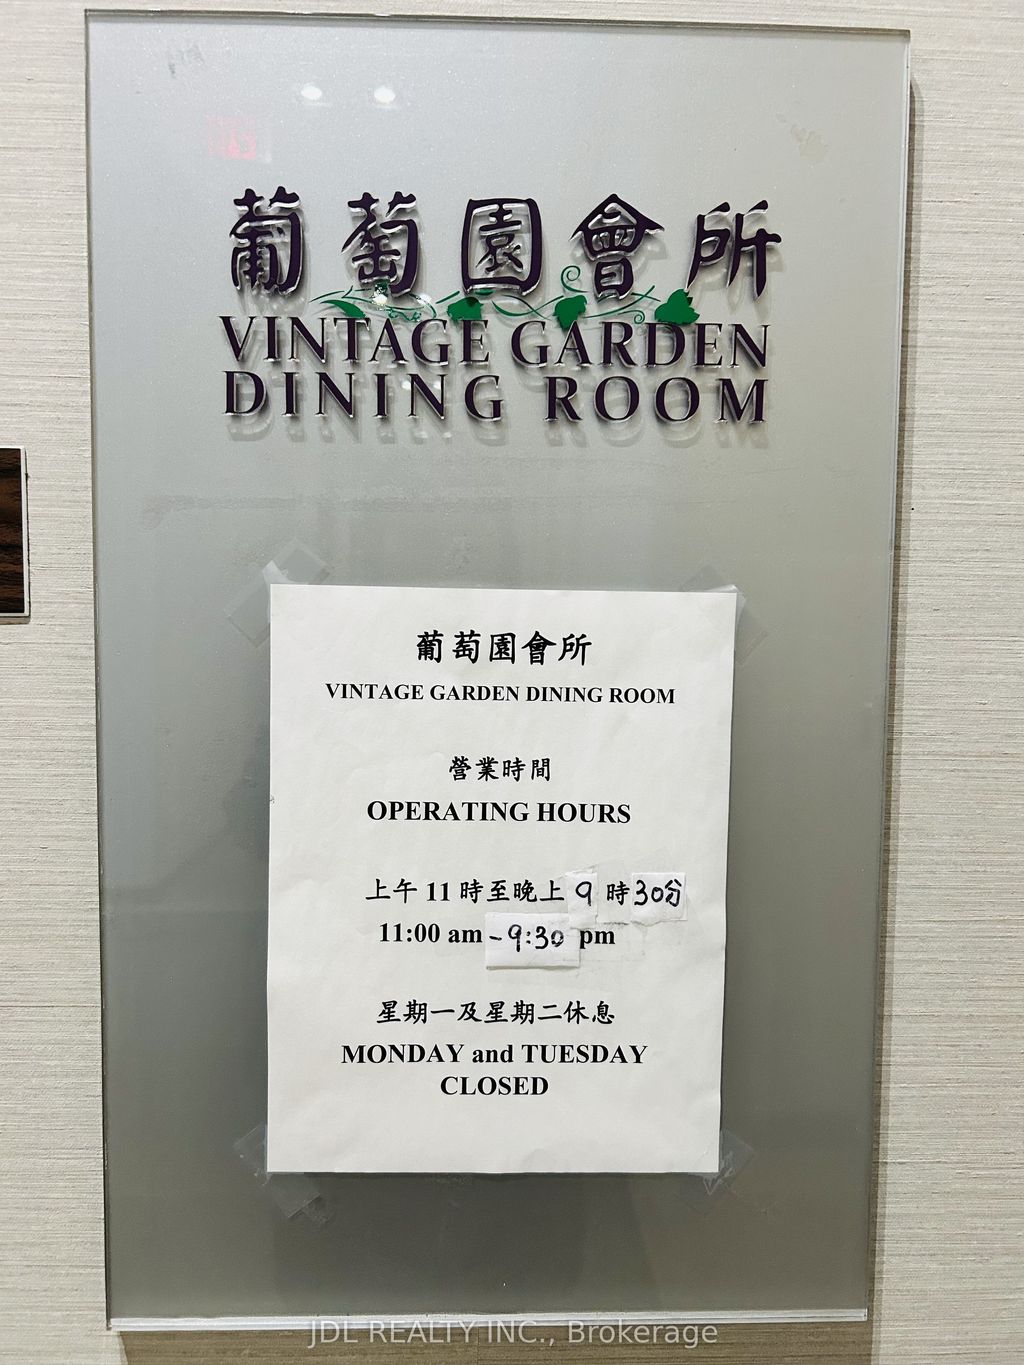 葡萄園會所
VINTAGE GARDEN
DINING ROOM
葡萄園會所
VINTAGE GARDEN DINING ROOM
營業時間
OPERATING HOURS
上午 11 時至晚上 9 時 30分
11:00 am - 9:30 pm
星期一及星期二休息
MONDAY and TUESDAY
CLOSED
JDL REALTY INC., Brokerage